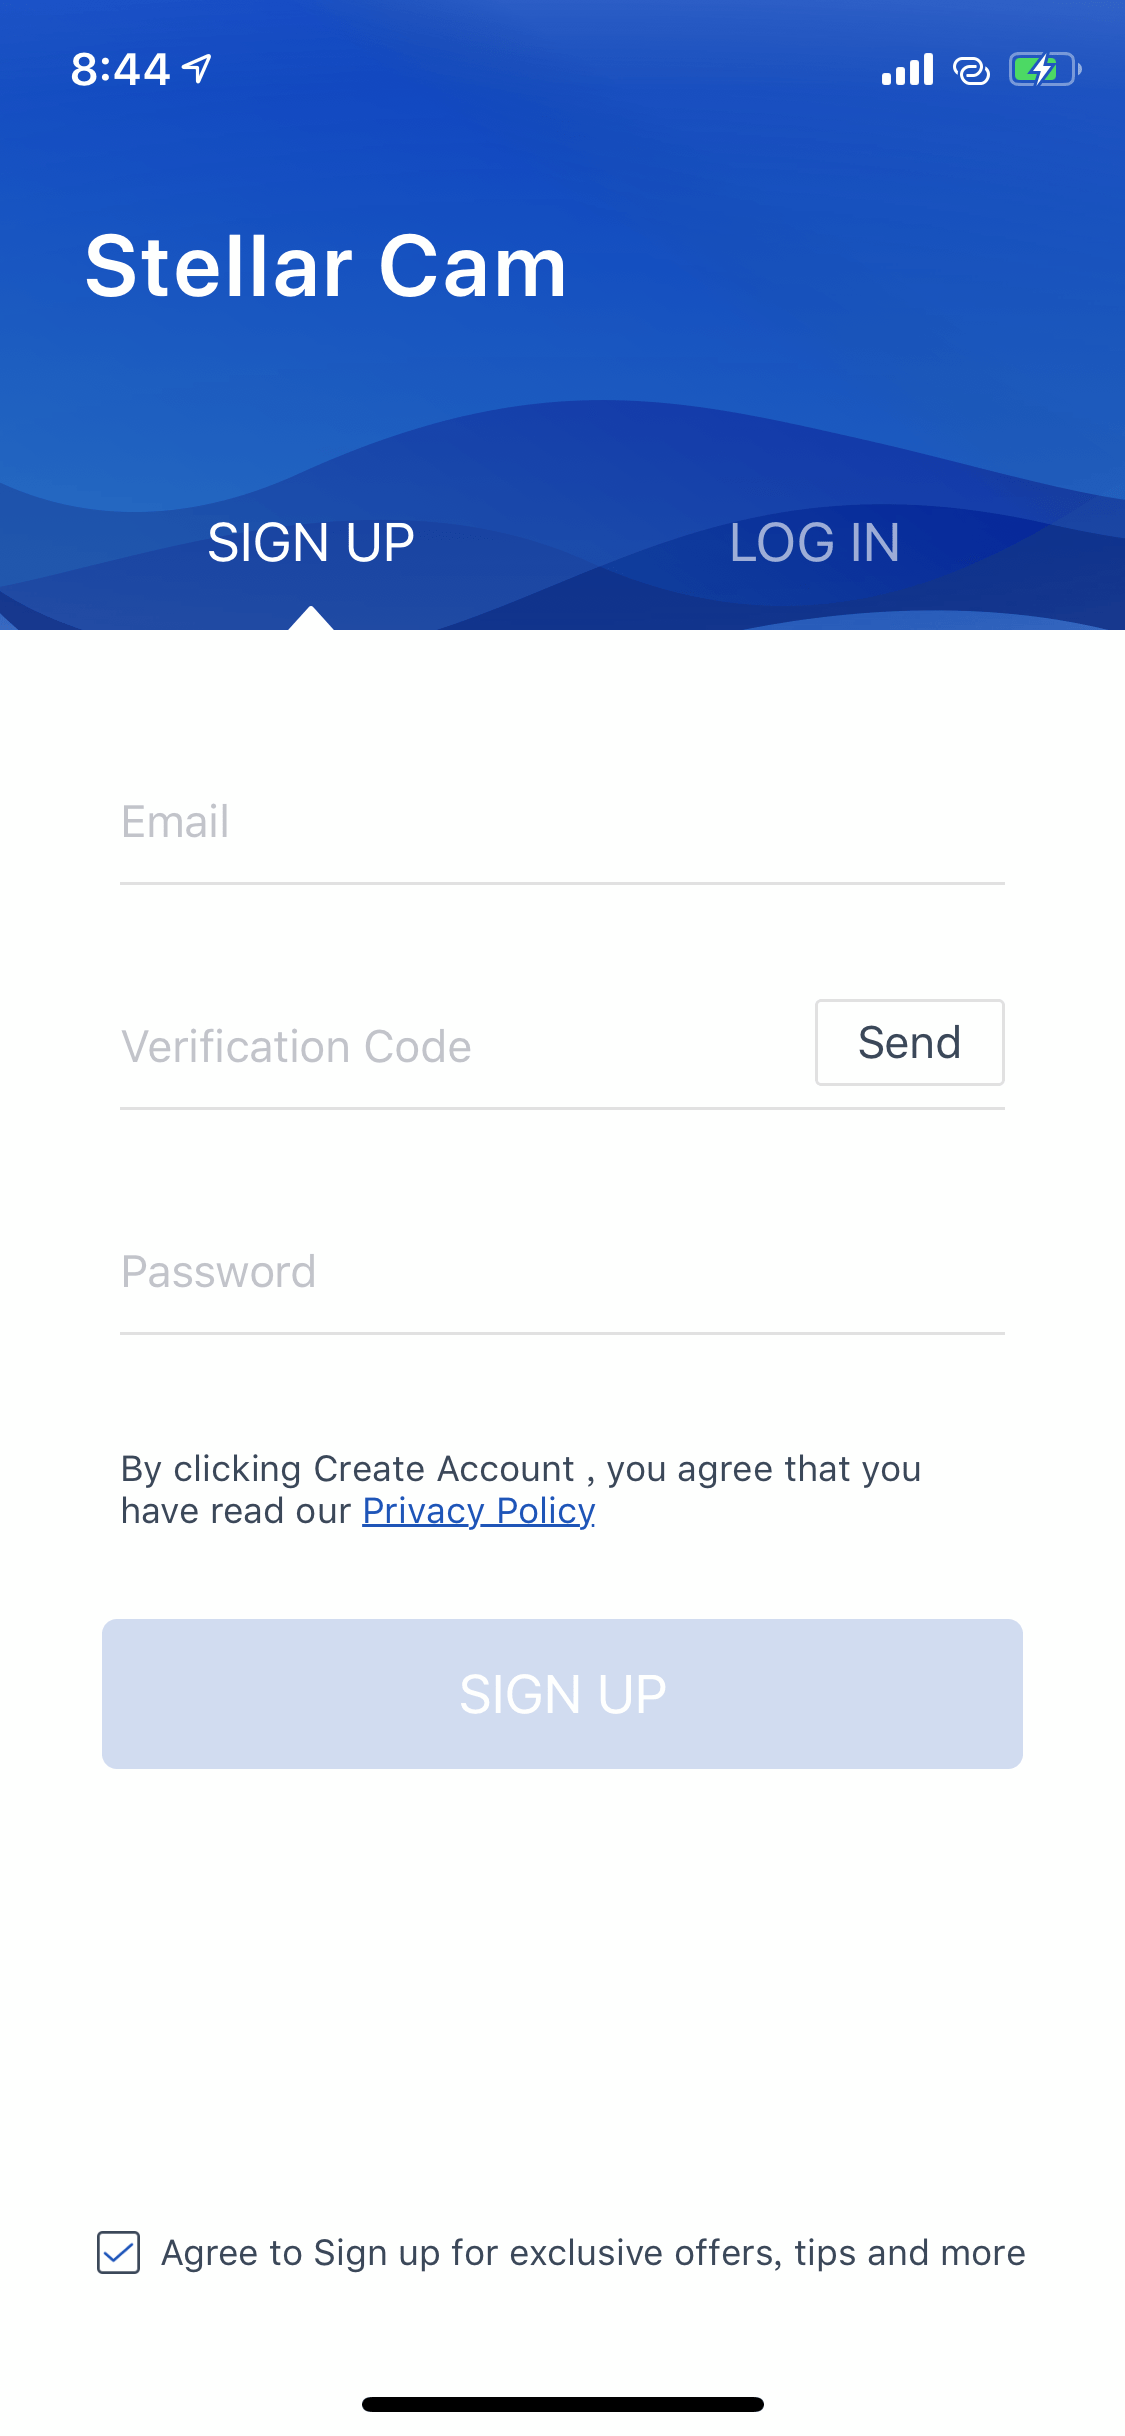 8:44
Stellar Cam
SIGN UP
LOG IN
Email
Verification Code
Send
Password
By clicking Create Account , you agree that you
have read our Privacy Policy
SIGN UP
Agree to Sign up for exclusive offers, tips and more